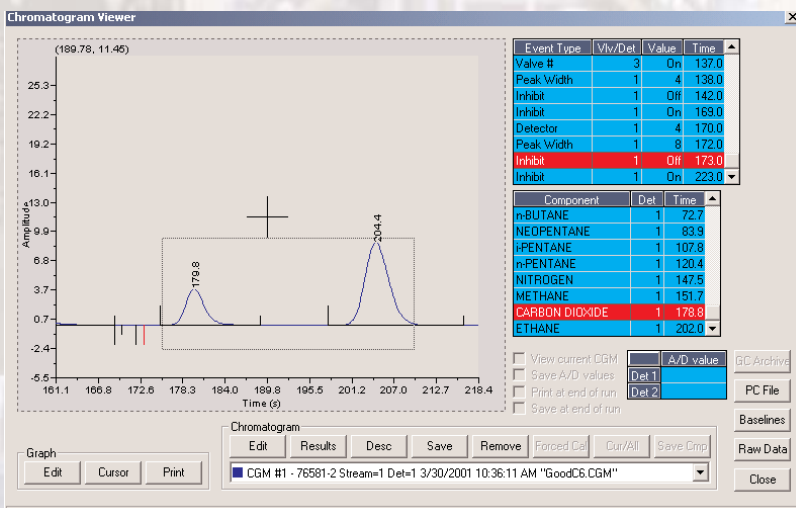 Chromatogram Viewer
(189.78, 11.45)
25.3
22.2
19.2
16.1
13.0
9.9
6.8
3.7
0.7
-2.4
-5.5
Amplitude
179.8
204.4
161.1 166.8 172.6 178.3 184.0 189.8 195.5 201.2 207.0 212.7 218.4
Time (s)
Event Type Vlv/Det Value Time
Valve # 3 On 137.0
Peak Width 1 4 138.0
Inhibit 1 Off 142.0
Inhibit 1 On 169.0
Detector 1 4 170.0
Peak Width 1 8 172.0
Inhibit 1 Off 173.0
Inhibit 1 On 223.0
Component Det Time
n-BUTANE 1 72.7
NEOPENTANE 1 83.9
i-PENTANE 1 107.8
n-PENTANE 1 120.4
NITROGEN 1 147.5
METHANE 1 151.7
CARBON DIOXIDE 1 178.8
ETHANE 1 202.0
View current CGM
Save A/D values
Print at end of run
Save at end of run
A/D value
Det 1
Det 2
GC Archive
PC File
Baselines
Raw Data
Close
Graph
Edit Cursor Print
Chromatogram
Edit Results Desc Save Remove Forced Cal Cur/All Save Cmp
CGM #1 - 76581-2 Stream=1 Det=1 3/30/2001 10:36:11 AM "GoodC6.CGM"